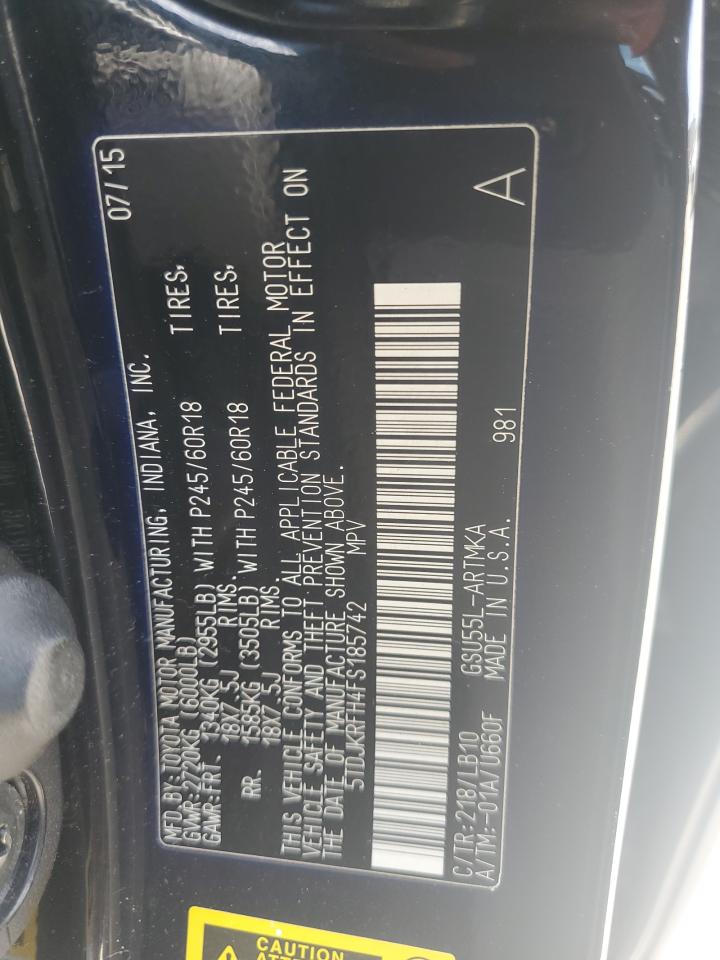 07/15
MFD BY:TOYOTA MOTOR MANUFACTURING, INDIANA, INC.
GVWR:2720KG (6000LB)
GAWR:FRT. 1340KG (2955LB) WITH P245/60R18 TIRES,
18X7.5J RIMS.
RR. 1585KG (3505LB) WITH P245/60R18 TIRES,
18X7.5J RIMS.
THIS VEHICLE CONFORMS TO ALL APPLICABLE FEDERAL MOTOR
VEHICLE SAFETY AND THEFT PREVENTION STANDARDS IN EFFECT ON
THE DATE OF MANUFACTURE SHOWN ABOVE.
5TDJKRFH4FS185742 MPV
C/TR:218/LB10 GSU55L-ARTMKA 981
A/TM:-01A/U660F MADE IN U.S.A. A
CAUTION